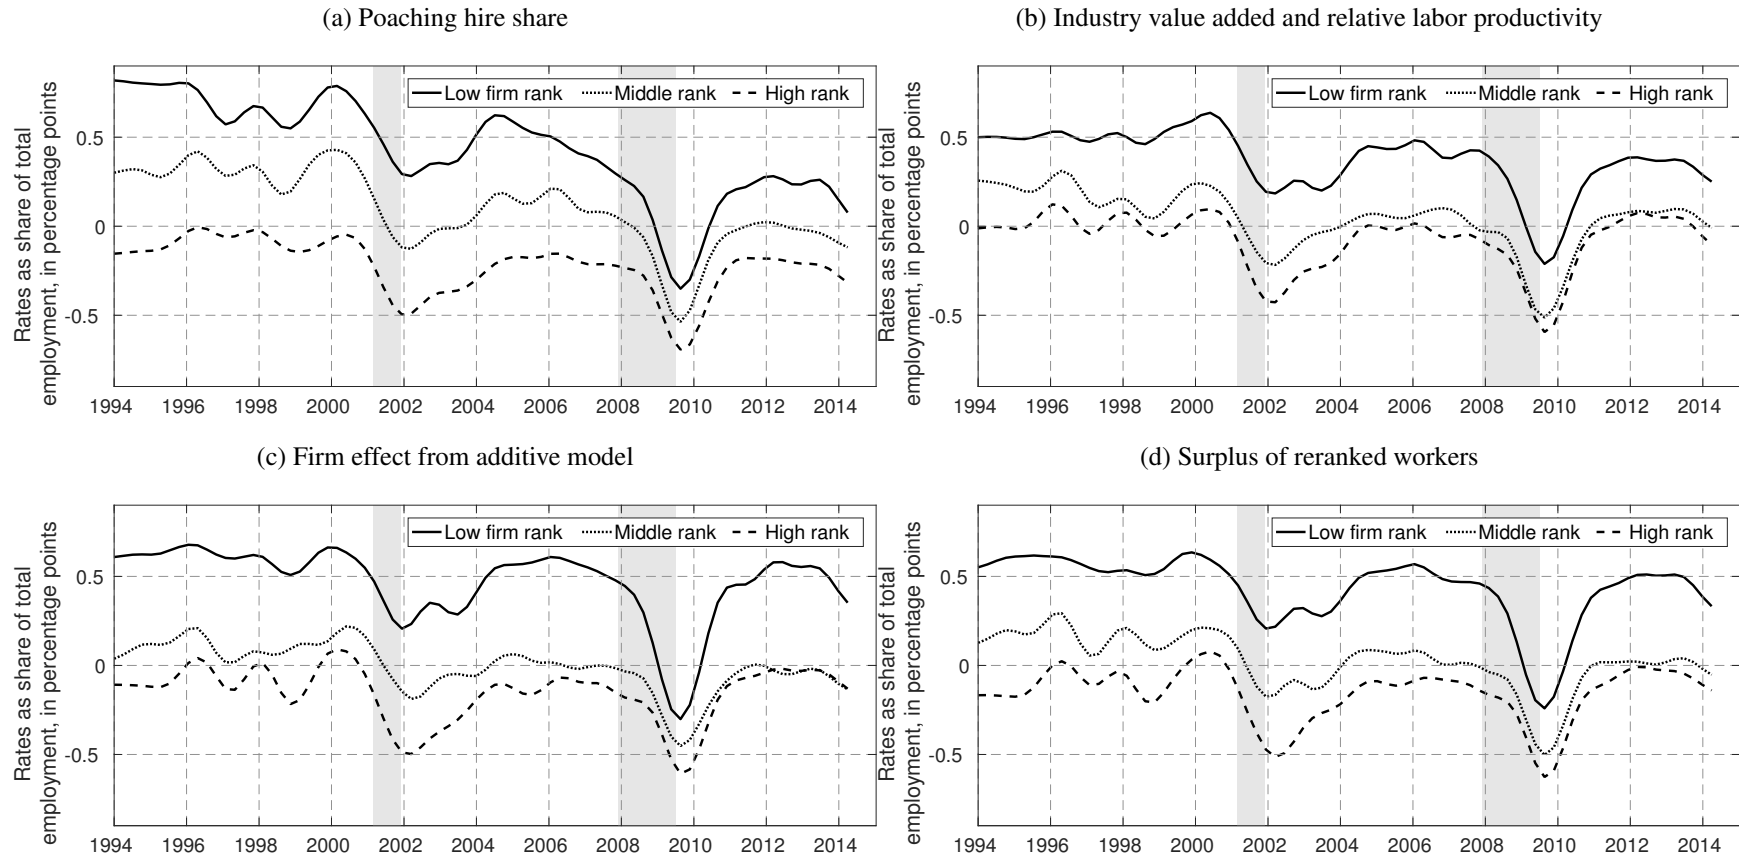 (a) Poaching hire share
Rates as share of total
employment, in percentage points
Low firm rank Middle rank High rank
0.5
0
-0.5
1994 1996 1998 2000 2002 2004 2006 2008 2010 2012 2014
(b) Industry value added and relative labor productivity
Rates as share of total
employment, in percentage points
Low firm rank Middle rank High rank
0.5
0
-0.5
1994 1996 1998 2000 2002 2004 2006 2008 2010 2012 2014
(c) Firm effect from additive model
Rates as share of total
employment, in percentage points
Low firm rank Middle rank High rank
0.5
0
-0.5
1994 1996 1998 2000 2002 2004 2006 2008 2010 2012 2014
(d) Surplus of reranked workers
Rates as share of total
employment, in percentage points
Low firm rank Middle rank High rank
0.5
0
-0.5
1994 1996 1998 2000 2002 2004 2006 2008 2010 2012 2014